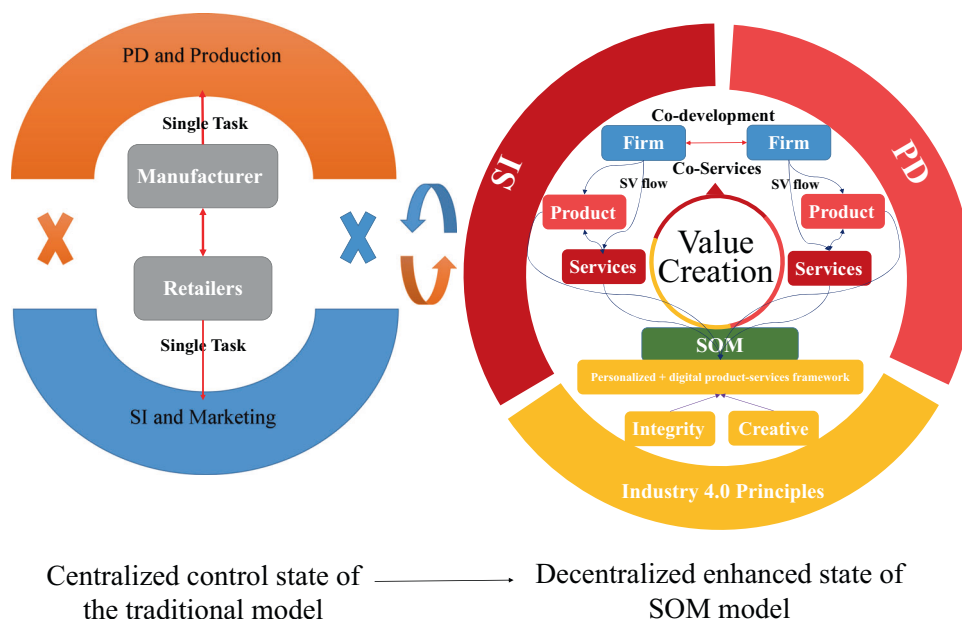 PD and Production
Single Task
Manufacturer
Retailers
Single Task
SI and Marketing
SI
PD
Co-development
Firm
Firm
Co-Services
SV flow
SV flow
Product
Product
Services
Services
Value
Creation
SOM
Personalized + digital product-services framework
Integrity
Creative
Industry 4.0 Principles
Centralized control state of
the traditional model
Decentralized enhanced state of
SOM model